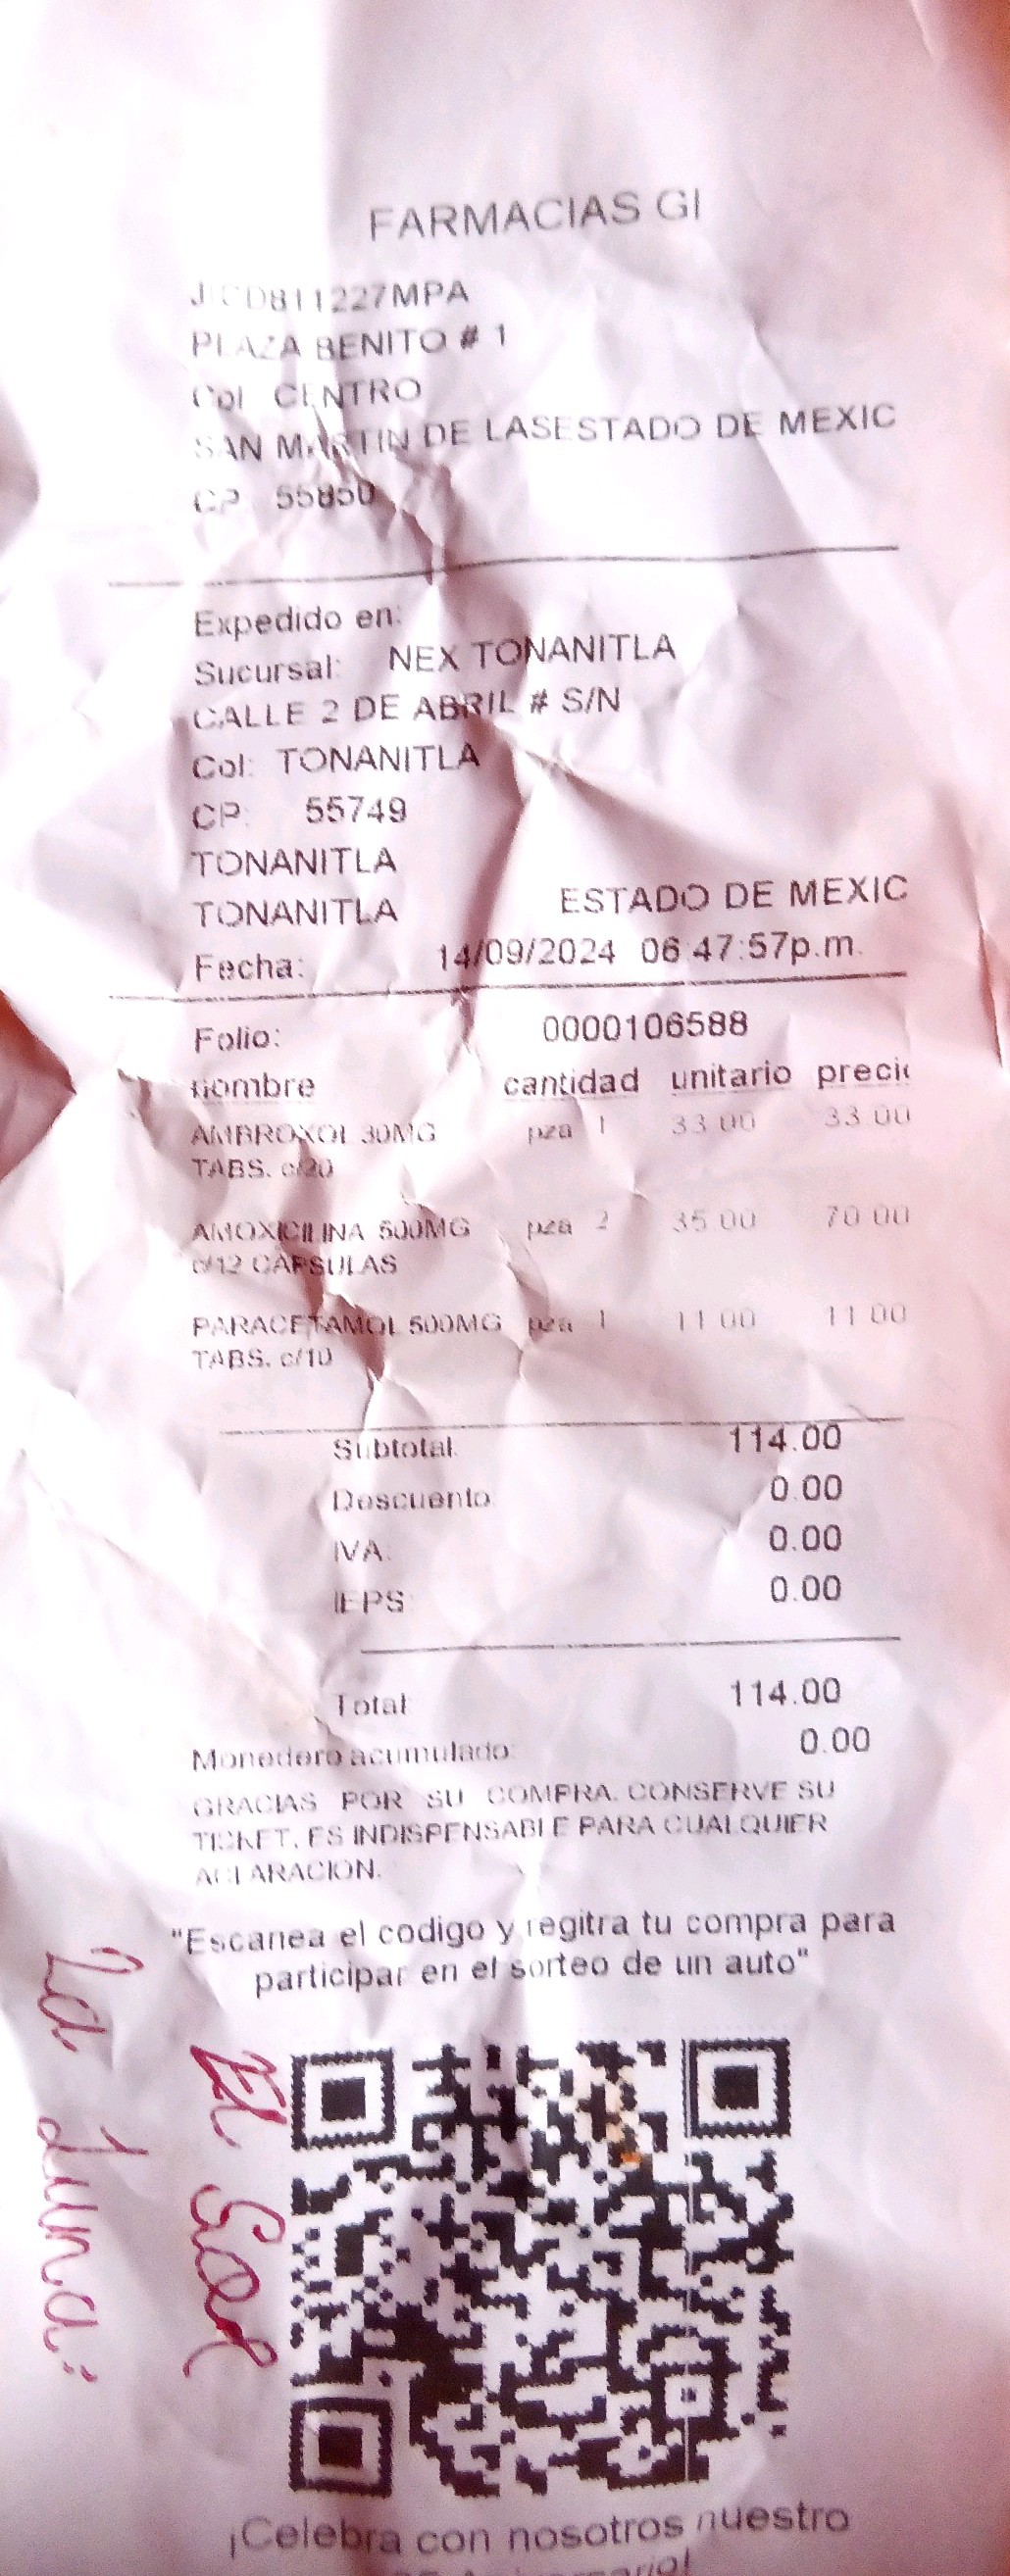 FARMACIAS GI
JICD811227MPA
PLAZA BENITO # 1
Col CENTRO
SAN MARTIN DE LASESTADO DE MEXIC
CP. 55850
Expedido en:
Sucursal: NEX TONANITLA
CALLE 2 DE ABRIL # S/N
Col: TONANITLA
CP: 55749
TONANITLA
TONANITLA ESTADO DE MEXIC
Fecha: 14/09/2024 06:47:57p.m.
Folio: 0000106588
nombre cantidad unitario precio
AMBROXOL 30MG pza 1 33.00 33.00
TABS. c/20
AMOXICILINA 500MG pza 2 35.00 70.00
c/12 CAPSULAS
PARACETAMOL 500MG pza 1 11.00 11.00
TABS. c/10
Subtotal: 114.00
Descuento 0.00
IVA: 0.00
IEPS 0.00
Total: 114.00
Monedero acumulado: 0.00
GRACIAS POR SU COMPRA. CONSERVE SU
TICKET, ES INDISPENSABLE PARA CUALQUIER
ACLARACION.
"Escanea el codigo y regitra tu compra para
participar en el sorteo de un auto"
El Sol
La Luna:
¡Celebra con nosotros nuestro
Aniversario!